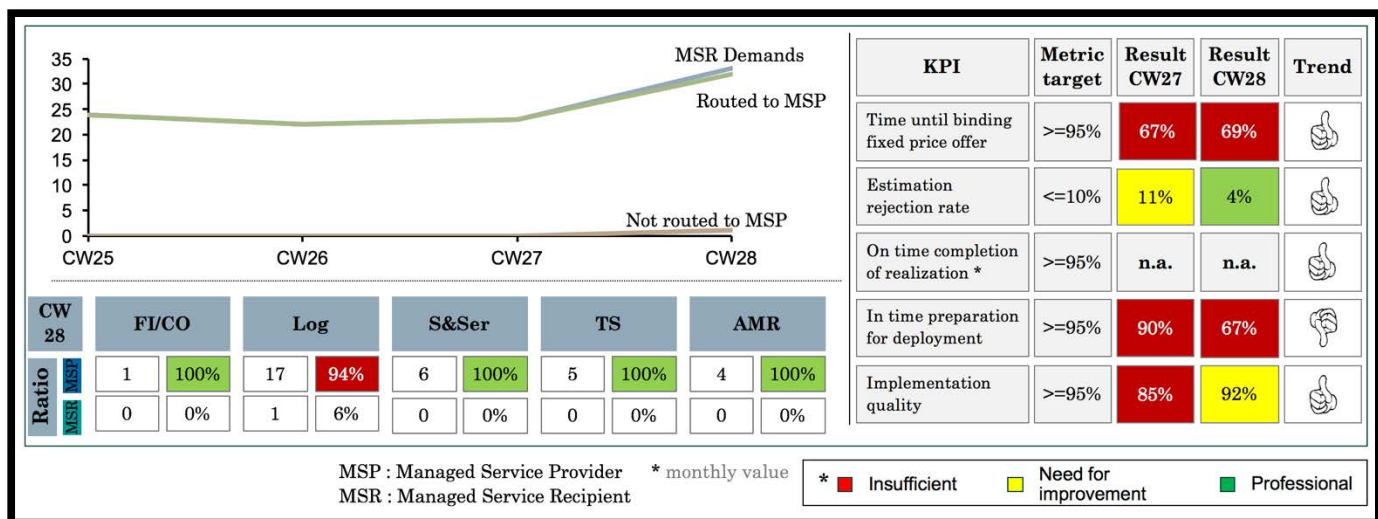 35
30
25
20
15
10
5
0
MSR Demands
Routed to MSP
Not routed to MSP
CW25 CW26 CW27 CW28
CW
28
FI/CO Log S&Ser TS AMR
Ratio
MSP
1 100% 17 94% 6 100% 5 100% 4 100%
MSR
0 0% 1 6% 0 0% 0 0% 0 0%
KPI
Metric
target
Result
CW27
Result
CW28
Trend
Time until binding
fixed price offer
>=95% 67% 69%
Estimation
rejection rate
<=10% 11% 4%
On time completion
of realization *
>=95% n.a. n.a.
In time preparation
for deployment
>=95% 90% 67%
Implementation
quality
>=95% 85% 92%
MSP : Managed Service Provider * monthly value
MSR : Managed Service Recipient
* Insufficient
Need for
improvement
Professional